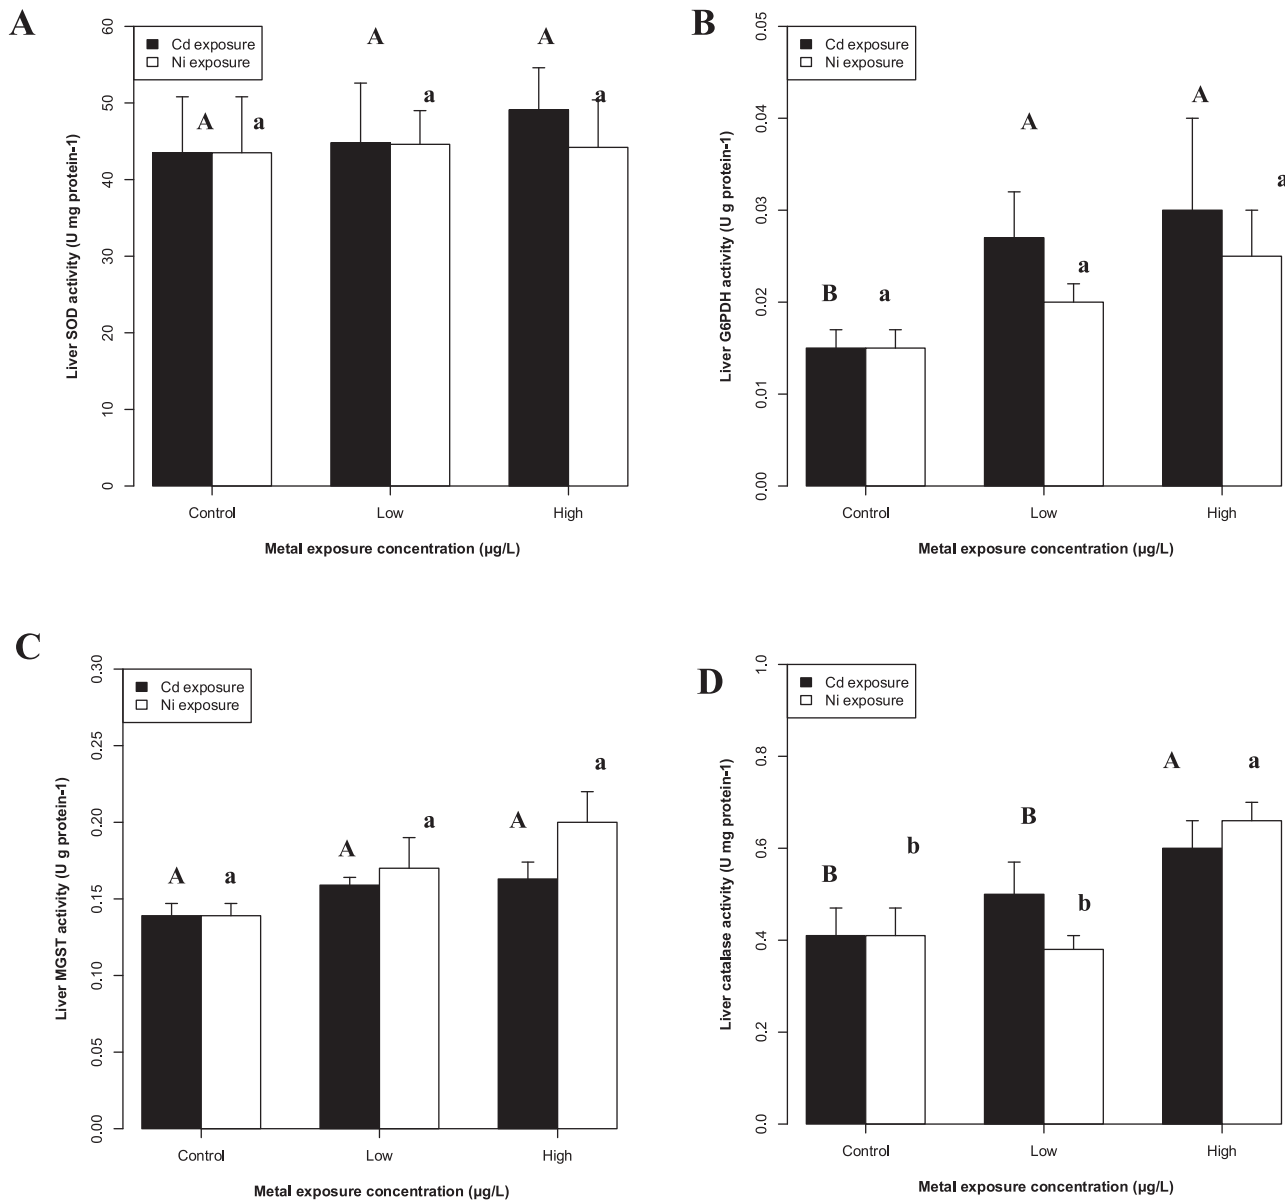 A
Liver SOD activity (U mg protein-1)
60
50
40
30
20
10
0
Cd exposure
Ni exposure
A
a
A
a
A
a
Control
Low
High
Metal exposure concentration (µg/L)
B
Liver G6PDH activity (U g protein-1)
0.05
0.04
0.03
0.02
0.01
0.00
Cd exposure
Ni exposure
B
a
A
a
A
a
Control
Low
High
Metal exposure concentration (µg/L)
C
Liver MGST activity (U g protein-1)
0.30
0.25
0.20
0.15
0.10
0.05
0.00
Cd exposure
Ni exposure
A
a
A
a
A
a
Control
Low
High
Metal exposure concentration (µg/L)
D
Liver catalase activity (U mg protein-1)
1.0
0.8
0.6
0.4
0.2
0.0
Cd exposure
Ni exposure
B
b
B
b
A
a
Control
Low
High
Metal exposure concentration (µg/L)